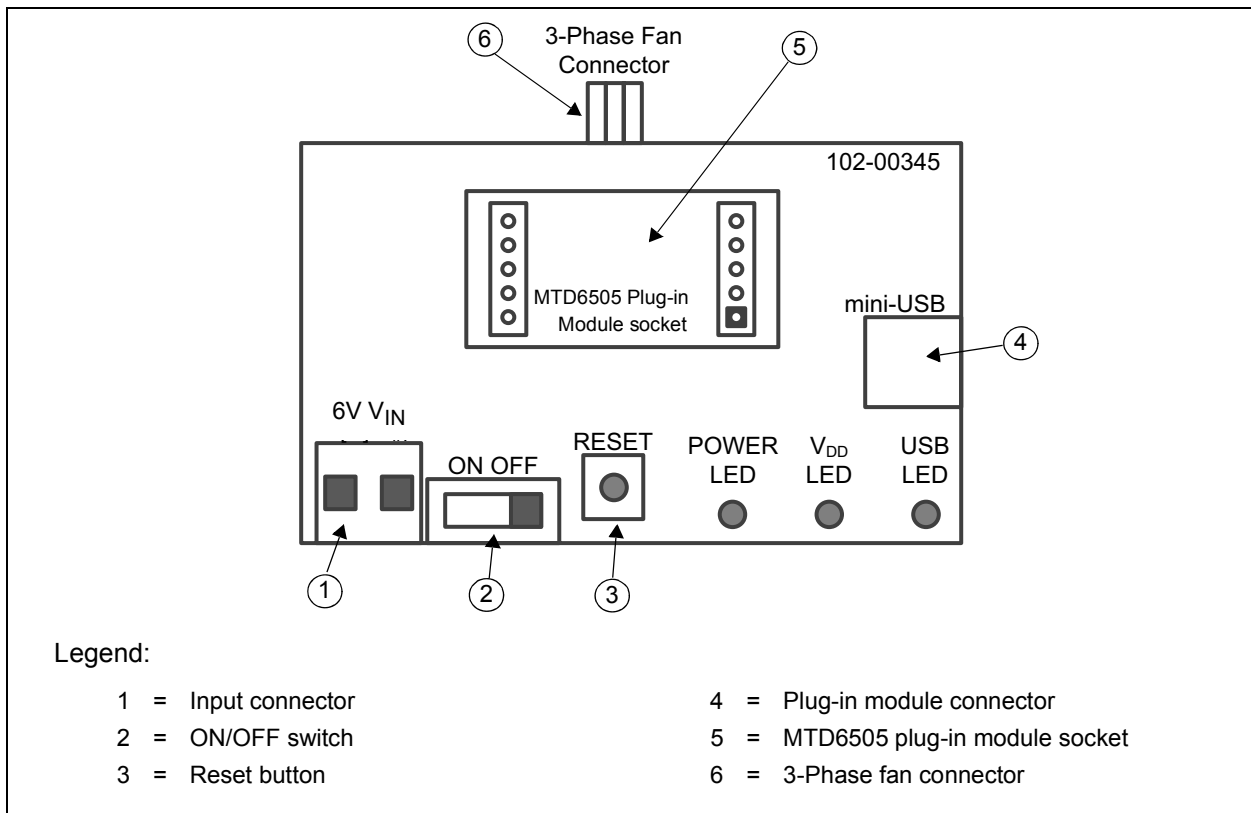 6
3-Phase Fan
Connector
5
102-00345
MTD6505 Plug-in
Module socket
mini-USB
4
6V VIN
ON OFF
RESET
POWER
LED
VDD
LED
USB
LED
1
2
3
Legend:
1 = Input connector
2 = ON/OFF switch
3 = Reset button
4 = Plug-in module connector
5 = MTD6505 plug-in module socket
6 = 3-Phase fan connector